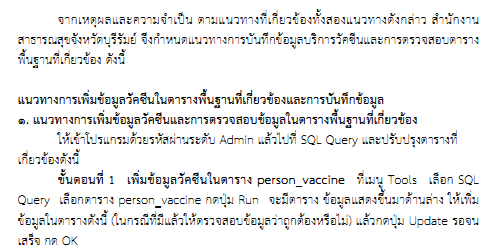 จากเหตุผลและความจำเป็น ตามแนวทางที่เกี่ยวข้องทั้งสองแนวทางดังกล่าว สำนักงาน
สาธารณสุขจังหวัดบุรีรัมย์ จึงกำหนดแนวทางการบันทึกข้อมูลบริการวัคซีนและการตรวจสอบตาราง
พื้นฐานที่เกี่ยวข้อง ดังนี้
แนวทางการเพิ่มข้อมูลวัคซีนในตารางพื้นฐานที่เกี่ยวข้องและการบันทึกข้อมูล
๑. แนวทางการเพิ่มข้อมูลวัคซีนและการตรวจสอบข้อมูลในตารางพื้นฐานที่เกี่ยวข้อง
ให้เข้าโปรแกรมด้วยรหัสผ่านระดับ Admin แล้วไปที่ SQL Query และปรับปรุงตารางที่
เกี่ยวข้องดังนี้
ขั้นตอนที่ 1 เพิ่มข้อมูลวัคซีนในตาราง person_vaccine ที่เมนู Tools เลือก SQL
Query เลือกตาราง person_vaccine กดปุ่ม Run จะมีตาราง ข้อมูลแสดงขึ้นมาด้านล่าง ให้เพิ่ม
ข้อมูลในตารางดังนี้ (ในกรณีที่มีแล้วให้ตรวจสอบข้อมูลว่าถูกต้องหรือไม่) แล้วกดปุ่ม Update รอจน
เสร็จ กด OK